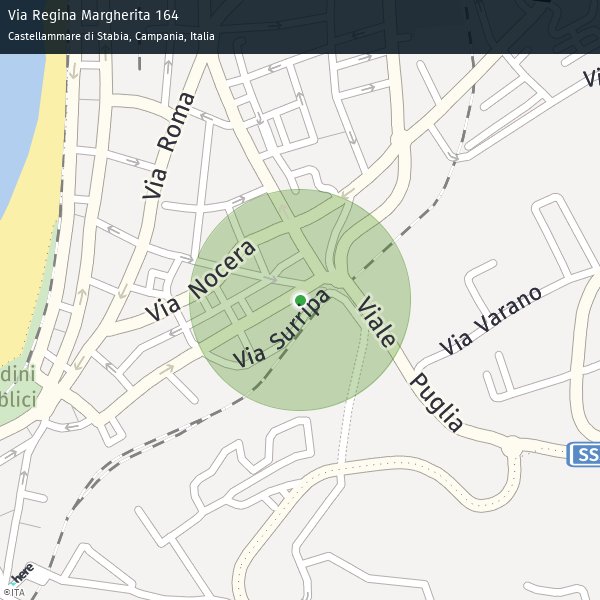 Via Regina Margherita 164
Castellammare di Stabia, Campania, Italia
Vi
Via Roma
Via Nocera
Via Surripa
Viale Puglia
Via Varano
dini
blici
SS
here
©ITA